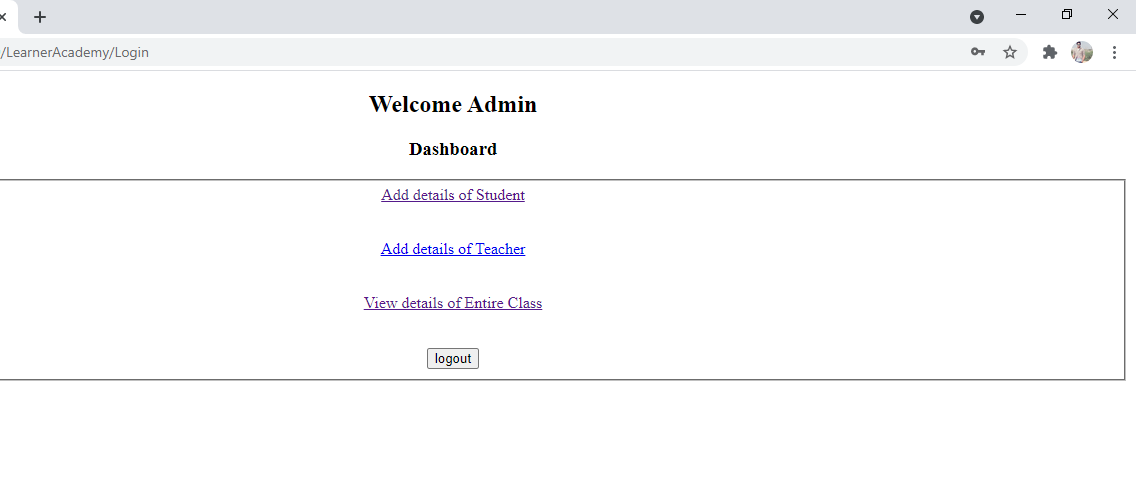 /LearnerAcademy/Login
Welcome Admin
Dashboard
Add details of Student
Add details of Teacher
View details of Entire Class
logout